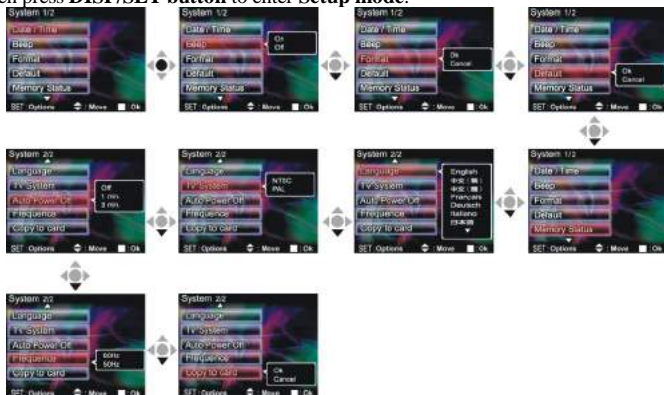 en press DISP/SET button to enter Setup mode.
System 1/2
Date / Time
Beep
Format
Default
Memory Status
SET :Options : Move : Ok
System 1/2
Date / Time
Beep
On
Off
Format
Default
Memory Status
SET :Options : Move : Ok
System 1/2
Date / Time
Beep
Format
Ok
Cancel
Default
Memory Status
SET :Options : Move : Ok
System 1/2
Date / Time
Beep
Format
Default
Ok
Cancel
Memory Status
SET :Options : Move : Ok
System 2/2
Language
TV System
Auto Power Off
Off
1 min.
3 min.
Frequence
Copy to card
SET :Options : Move : Ok
System 2/2
Language
TV System
NTSC
PAL
Auto Power Off
Frequence
Copy to card
SET :Options : Move : Ok
System 2/2
Language
English
Français
Deutsch
Italiano
日本語
TV System
Auto Power Off
Frequence
Copy to card
SET :Options : Move : Ok
System 1/2
Date / Time
Beep
Format
Default
Memory Status
SET :Options : Move : Ok
System 2/2
Language
TV System
Auto Power Off
Frequence
60Hz
50Hz
Copy to card
SET :Options : Move : Ok
System 2/2
Language
TV System
Auto Power Off
Frequence
Copy to card
Ok
Cancel
SET :Options : Move : Ok